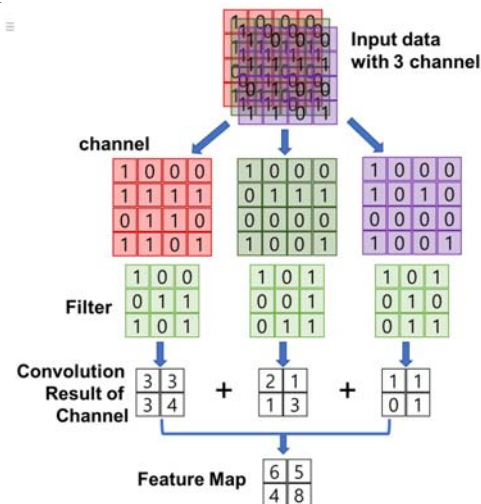 1 0 0 0
Input data
with 3 channel
channel
1 0 0 0
1 1 1 1
0 1 1 0
1 1 0 1
1 0 0 0
0 1 1 1
0 0 0 0
1 0 0 1
1 0 0 0
1 0 1 0
0 0 0 0
1 0 0 1
Filter
1 0 0
0 1 1
1 0 1
1 0 1
0 0 1
0 1 1
1 0 1
0 1 0
0 1 1
Convolution
Result of
Channel
3 3
3 4
+
2 1
1 3
+
1 1
0 1
Feature Map
6 5
4 8